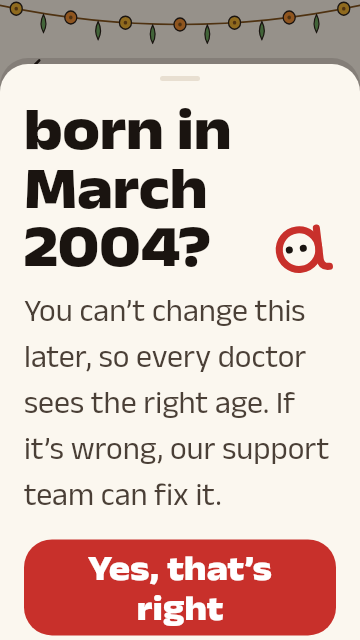 born in
March
2004?
You can’t change this
later, so every doctor
sees the right age. If
it’s wrong, our support
team can fix it.
Yes, that’s
right